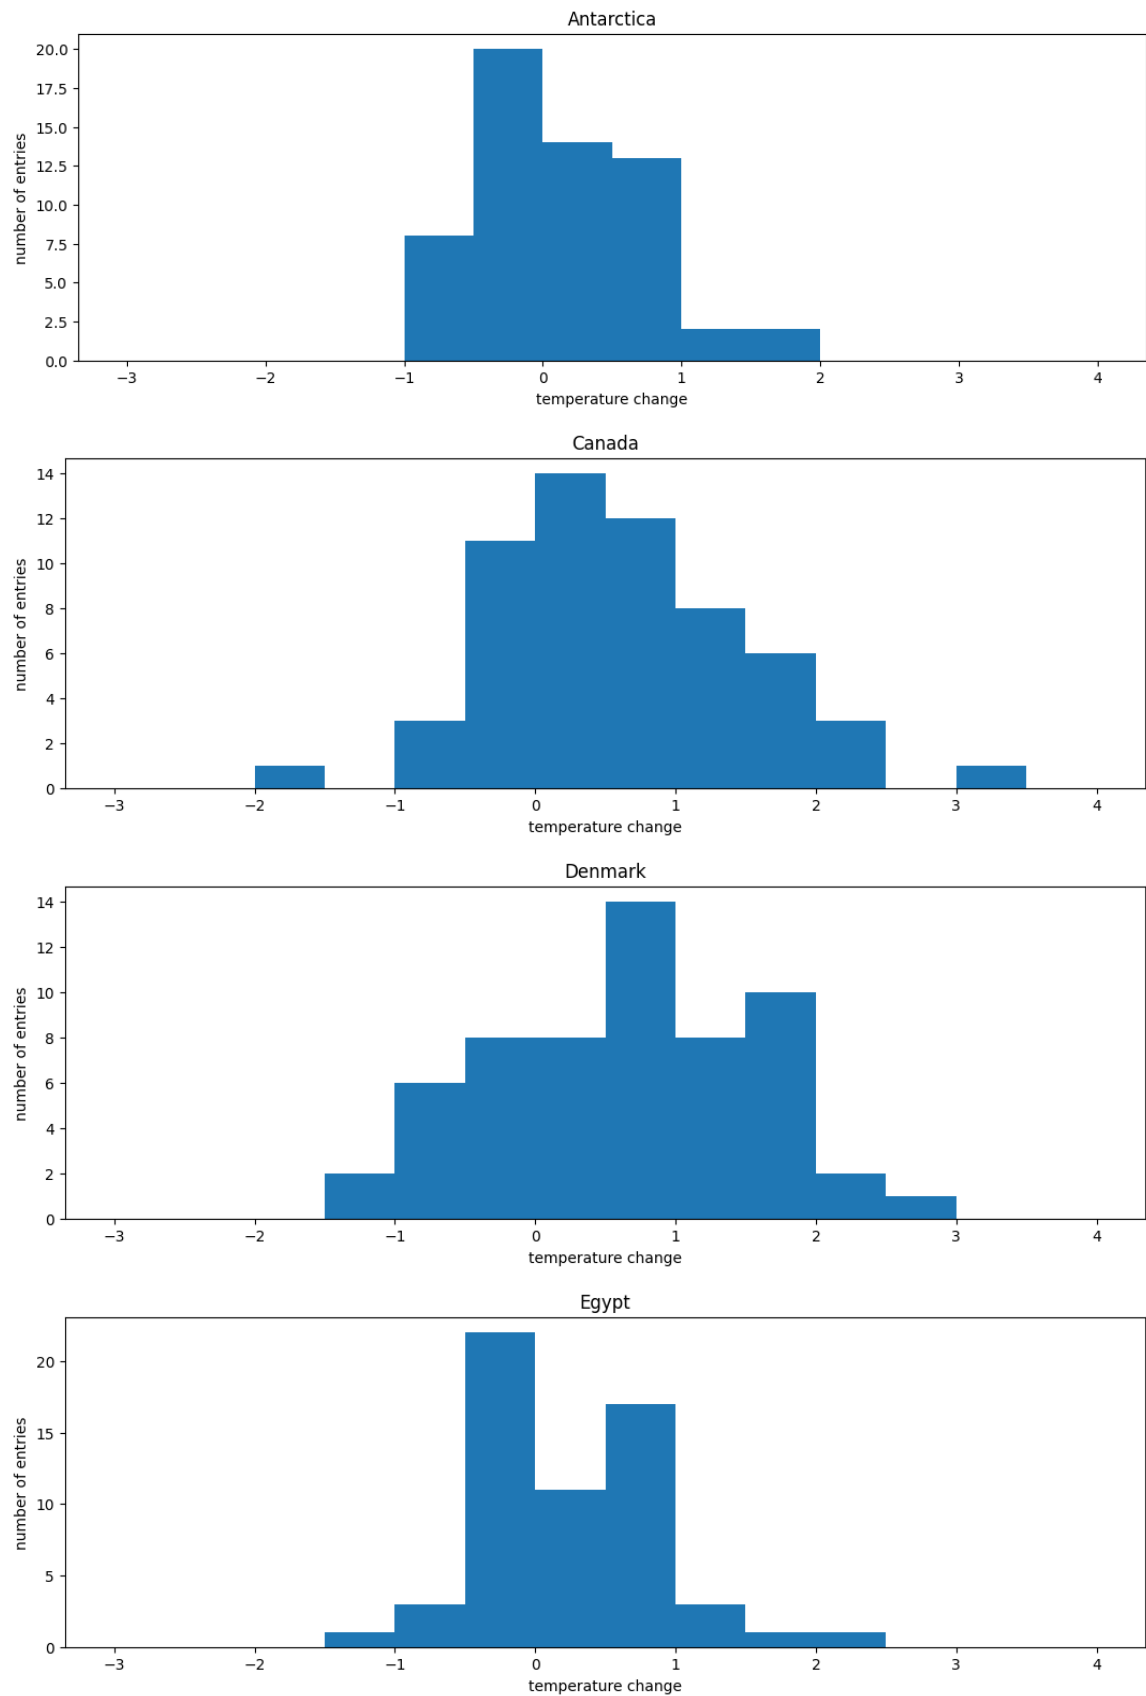 Antarctica
20.0
17.5
15.0
12.5
10.0
7.5
5.0
2.5
0.0
number of entries
−3 −2 −1 0 1 2 3 4
temperature change
Canada
14
12
10
8
6
4
2
0
number of entries
−3 −2 −1 0 1 2 3 4
temperature change
Denmark
14
12
10
8
6
4
2
0
number of entries
−3 −2 −1 0 1 2 3 4
temperature change
Egypt
20
15
10
5
0
number of entries
−3 −2 −1 0 1 2 3 4
temperature change